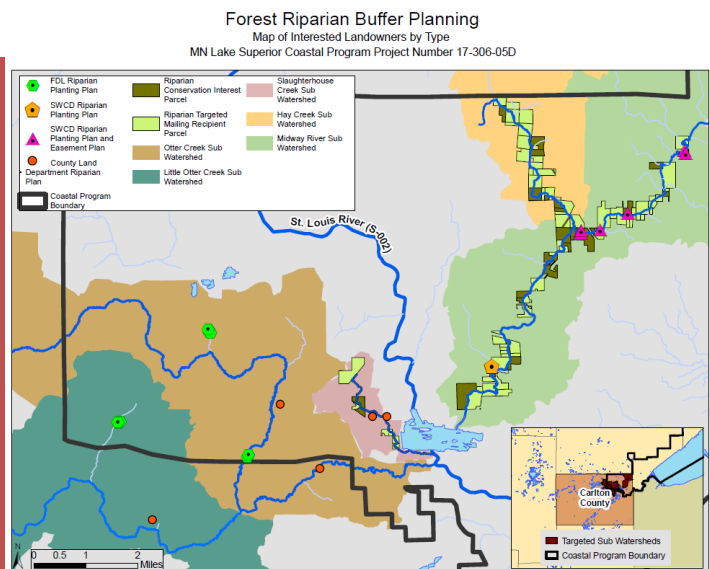 Forest Riparian Buffer Planning
Map of Interested Landowners by Type
MN Lake Superior Coastal Program Project Number 17-306-05D
FDL Riparian
Planting Plan
SWCD Riparian
Planting Plan
SWCD Riparian
Planting Plan and
Easement Plan
County Land
Department Riparian
Plan
Coastal Program
Boundary
Riparian
Conservation Interest
Parcel
Riparian Targeted
Mailing Recipient
Parcel
Otter Creek Sub
Watershed
Little Otter Creek Sub
Watershed
Slaughterhouse
Creek Sub
Watershed
Hay Creek Sub
Watershed
Midway River Sub
Watershed
St. Louis River (S-002)
Carlton
County
Targeted Sub Watersheds
Coastal Program Boundary
N
0 0.5 1 2
Miles